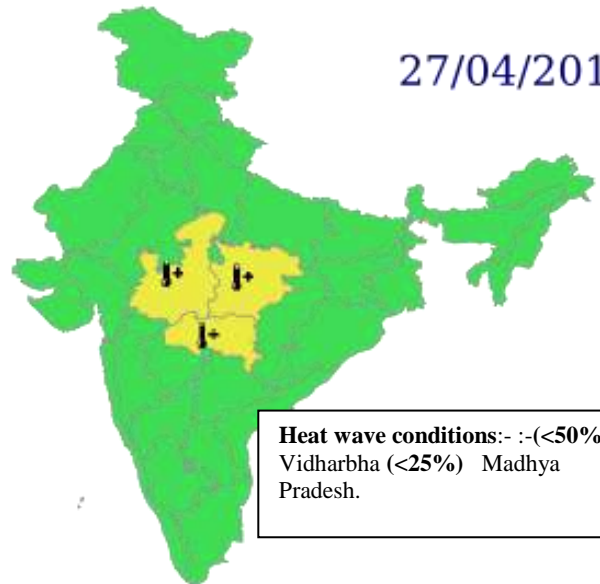 27/04/201
Heat wave conditions:- :-(<50%
Vidharbha (<25%) Madhya
Pradesh.